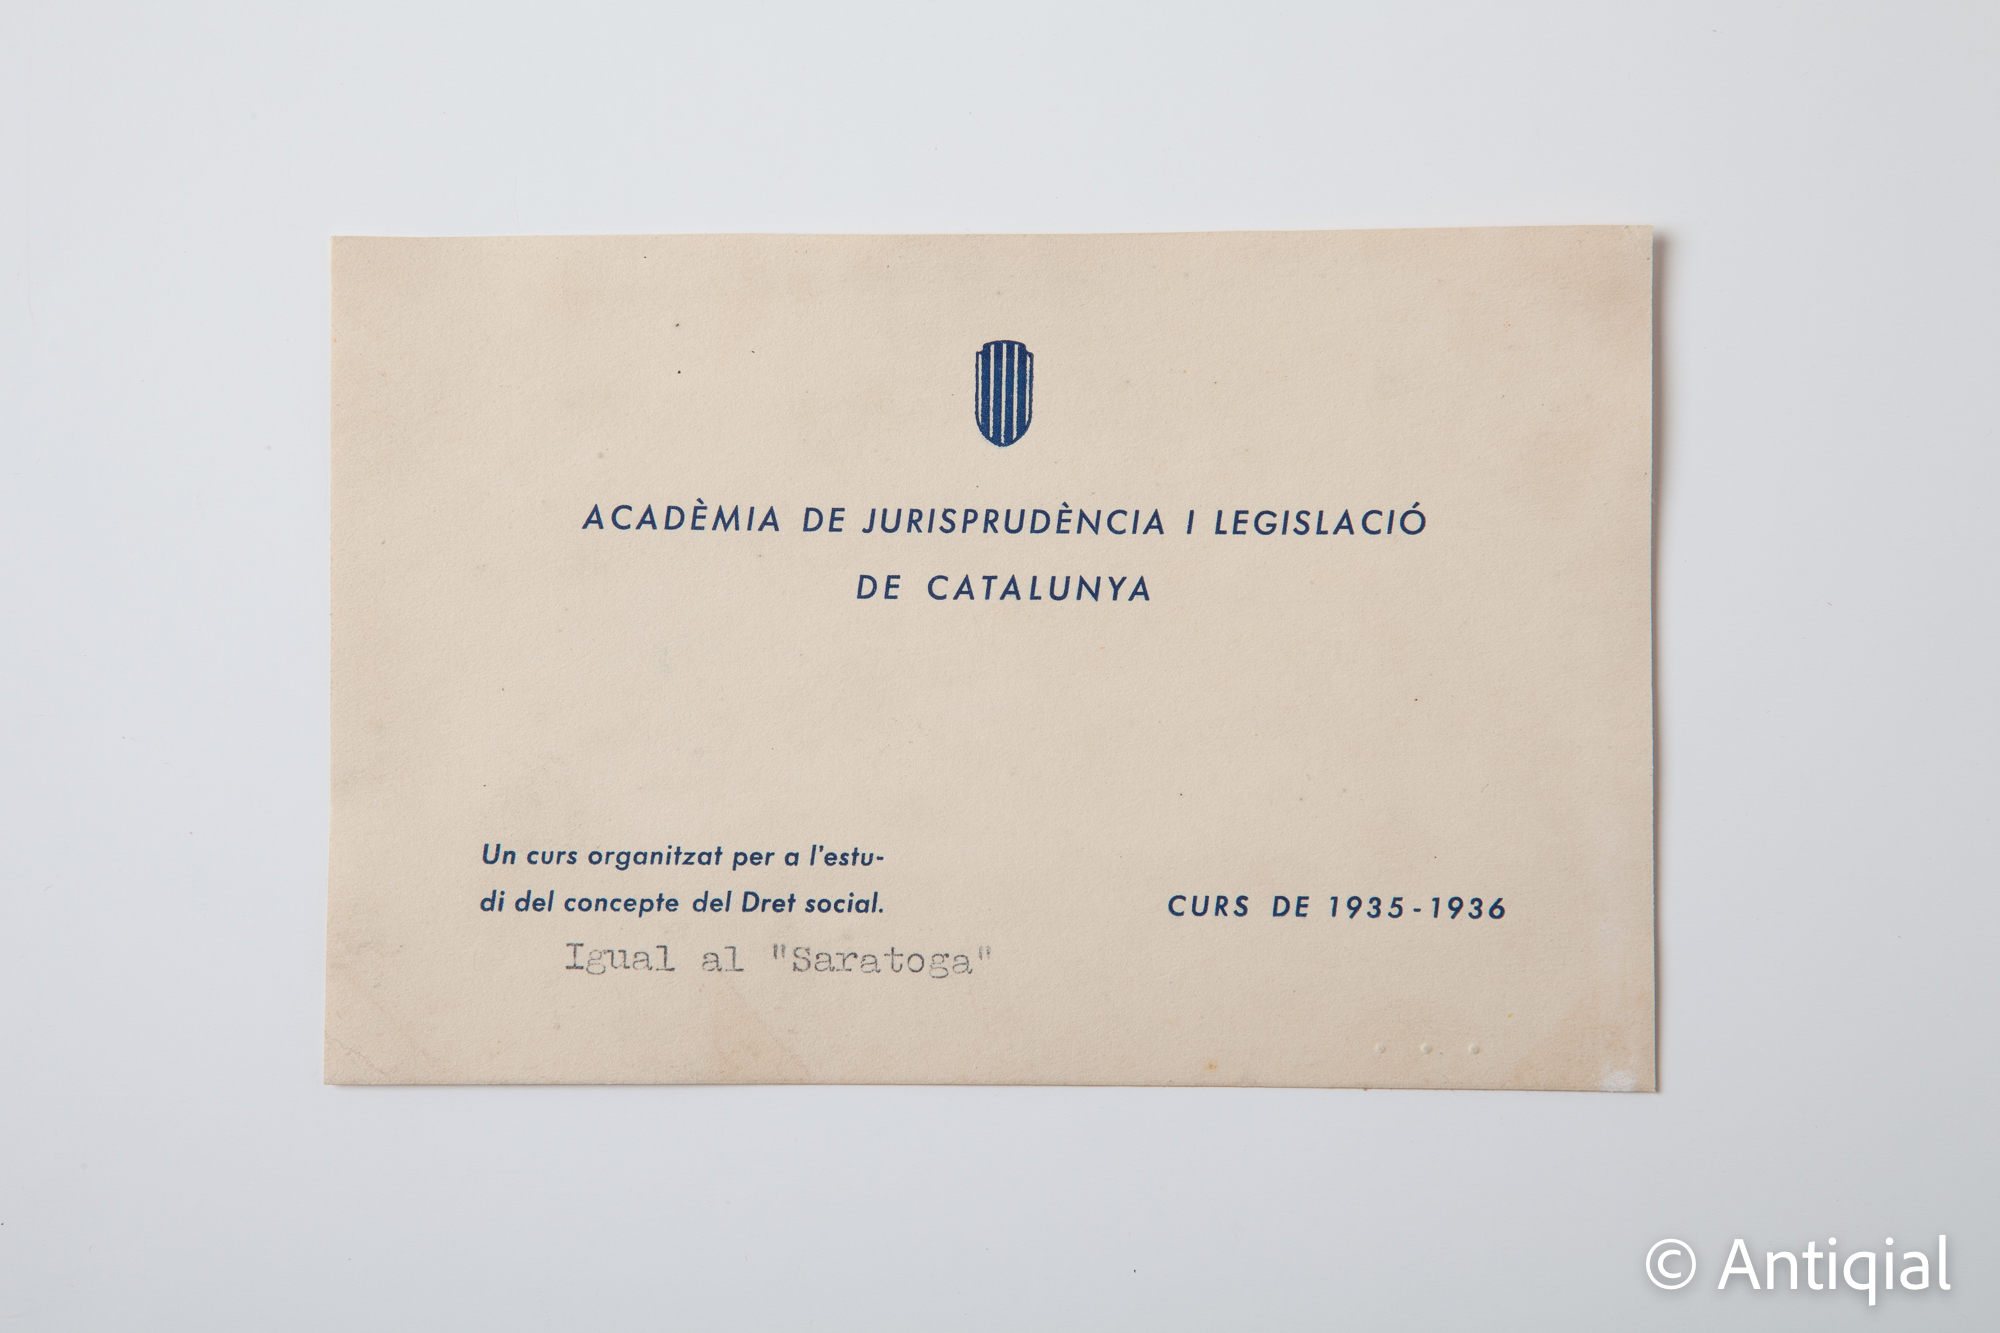 ACADÈMIA DE JURISPRUDÈNCIA I LEGISLACIÓ
DE CATALUNYA
Un curs organitzat per a l'estu-
di del concepte del Dret social.
CURS DE 1935-1936
Igual al "Saratoga"
© Antiqial